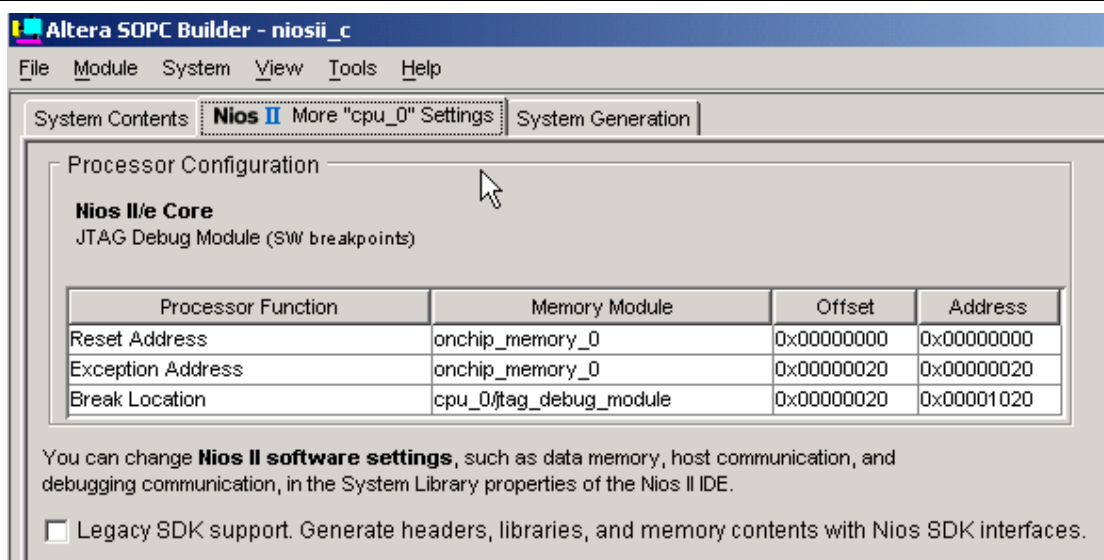 Altera SOPC Builder - niosii_c
File Module System View Tools Help
System Contents Nios II More "cpu_0" Settings System Generation
Processor Configuration
Nios II/e Core
JTAG Debug Module (SW breakpoints)
Processor Function Memory Module Offset Address
Reset Address onchip_memory_0 0x00000000 0x00000000
Exception Address onchip_memory_0 0x00000020 0x00000020
Break Location cpu_0/jtag_debug_module 0x00000020 0x00001020
You can change Nios II software settings, such as data memory, host communication, and
debugging communication, in the System Library properties of the Nios II IDE.
Legacy SDK support. Generate headers, libraries, and memory contents with Nios SDK interfaces.